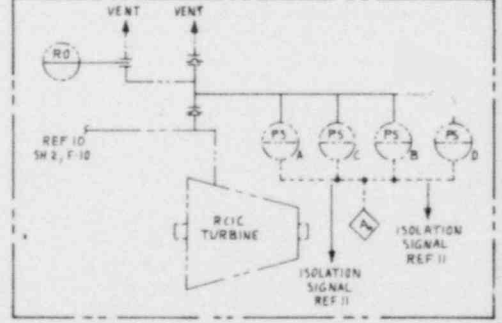 VENT VENT
RO
REF 10
SH 2, F-10
PS PS PS PS
A C B D
RCIC
TURBINE
A
ISOLATION
SIGNAL
REF 11
ISOLATION
SIGNAL
REF 11